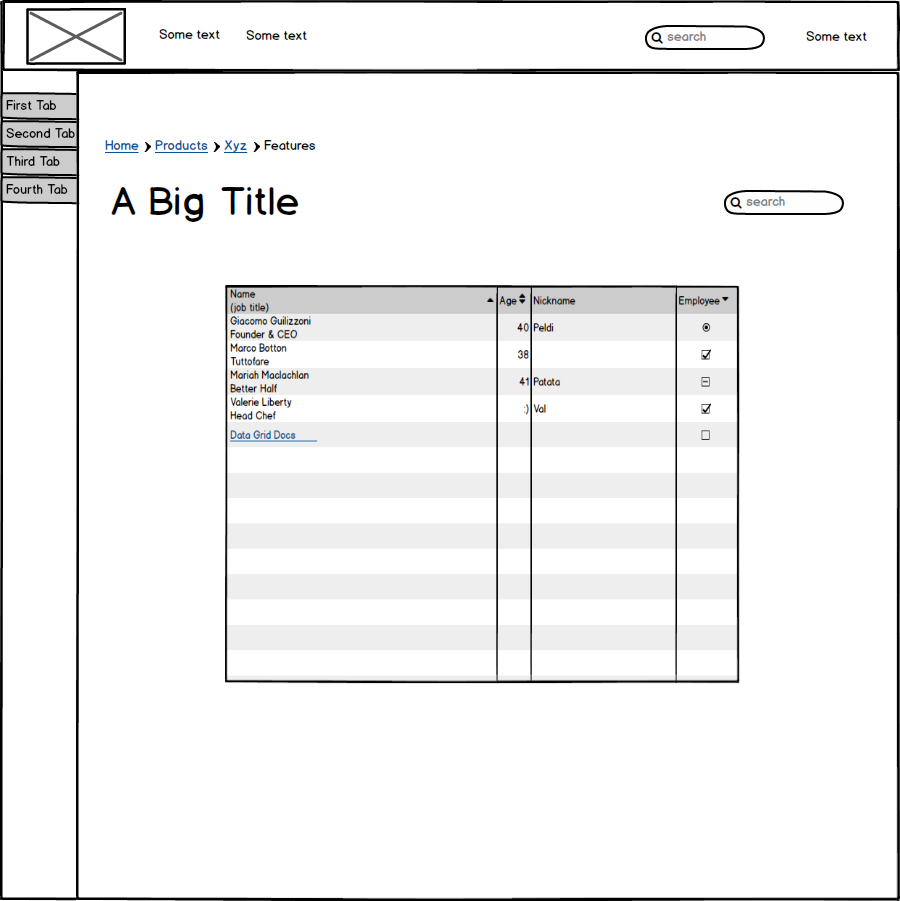 Some text Some text search Some text
First Tab
Second Tab
Third Tab
Fourth Tab
Home Products Xyz Features
A Big Title search
Name
(job title) Age Nickname Employee
Giacomo Guilizzoni
Founder & CEO 40 Peldi
Marco Botton
Tuttofare 38
Mariah Maclachlan
Better Half 41 Patata
Valerie Liberty
Head Chef :) Val
Data Grid Docs